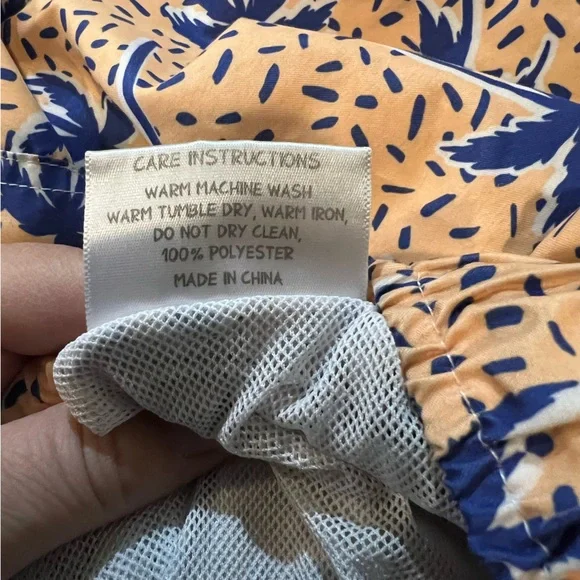 CARE INSTRUCTIONS
WARM MACHINE WASH
WARM TUMBLE DRY, WARM IRON,
DO NOT DRY CLEAN,
100% POLYESTER
MADE IN CHINA